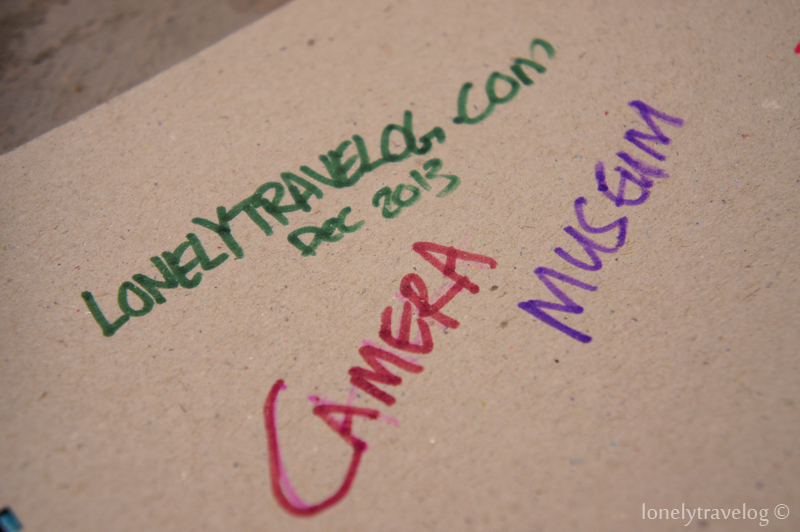 LONELYTRAVELOG.COM
DEC 2013
CAMERA
MUSEUM
lonelytravelog ©